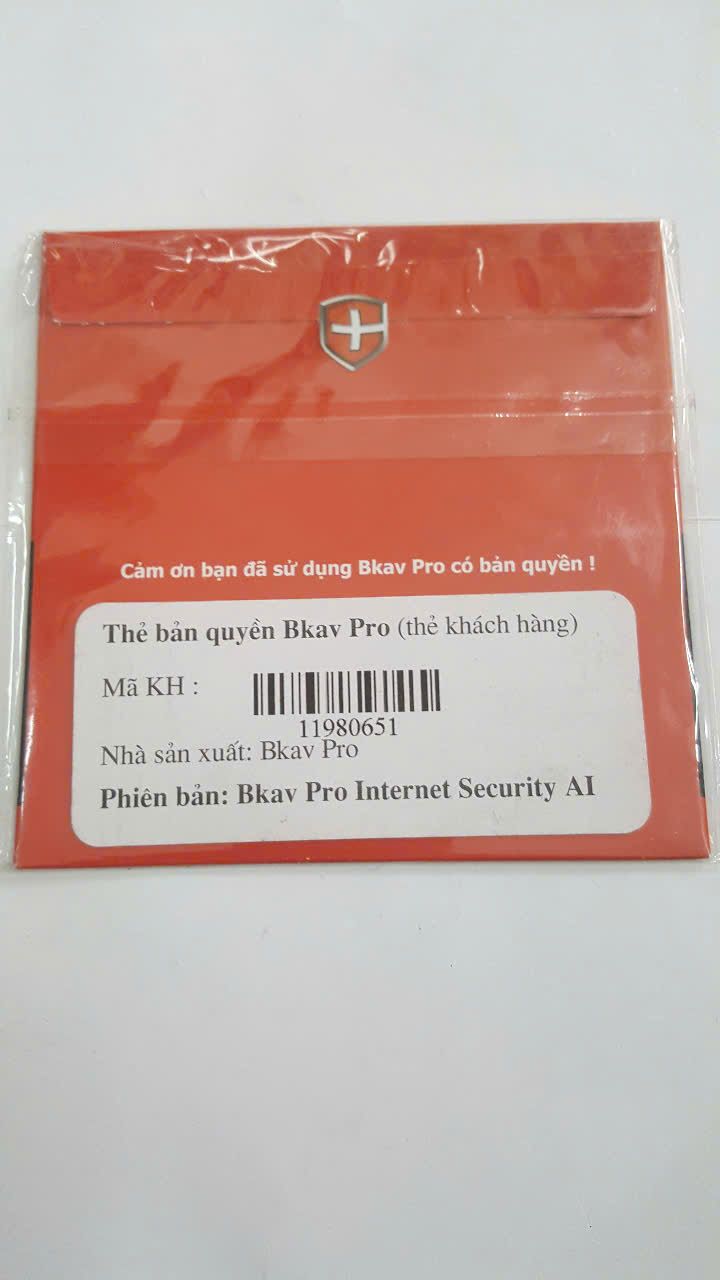 Cảm ơn bạn đã sử dụng Bkav Pro có bản quyền !
Thẻ bản quyền Bkav Pro (thẻ khách hàng)
Mã KH :
11980651
Nhà sản xuất: Bkav Pro
Phiên bản: Bkav Pro Internet Security AI